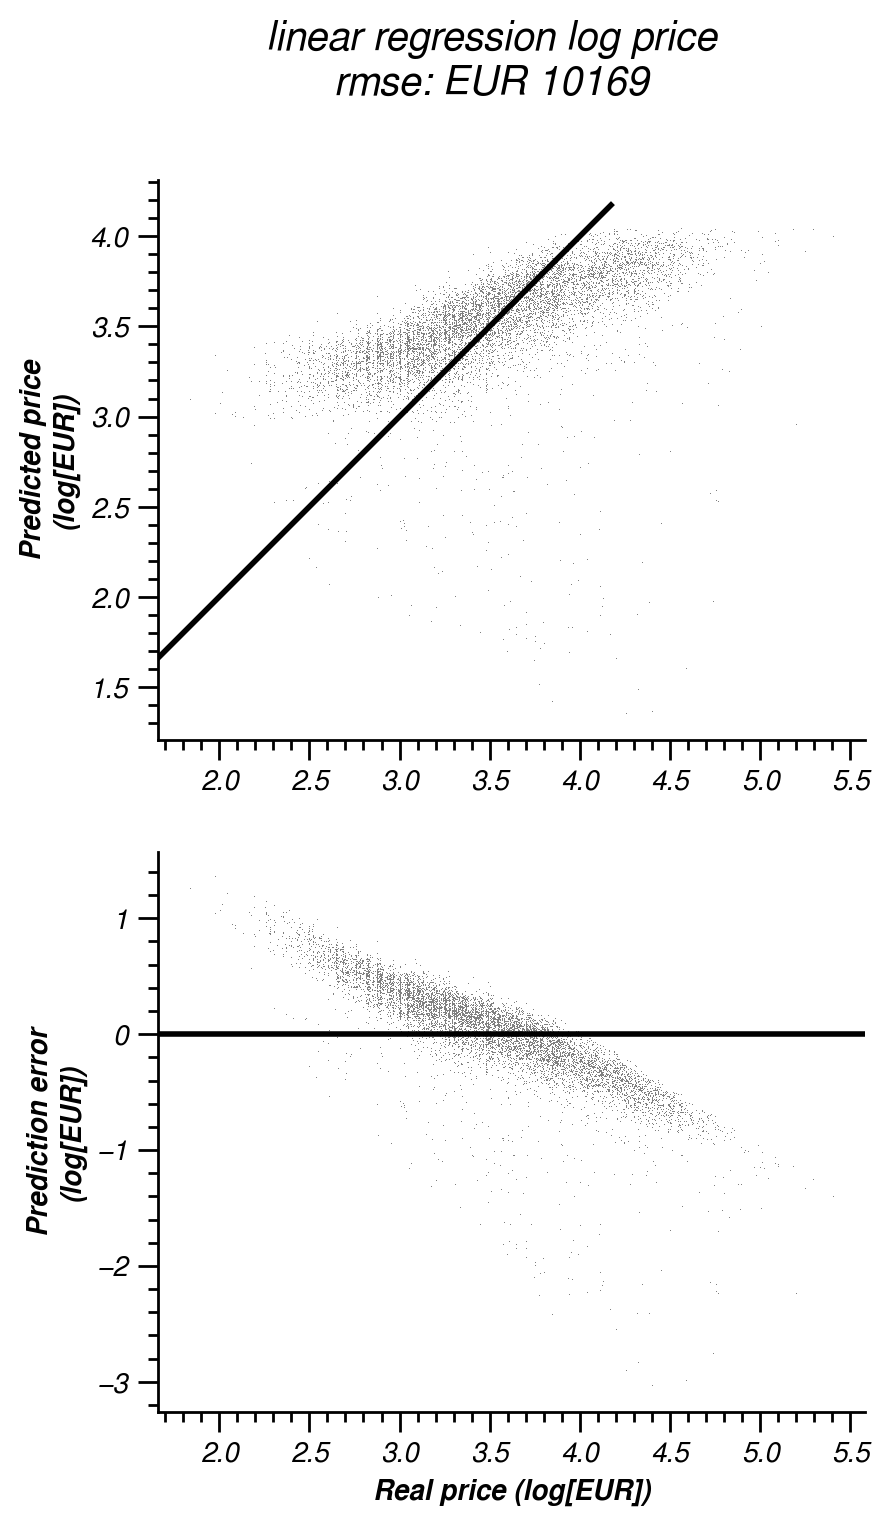 linear regression log price
rmse: EUR 10169
4.0
3.5
3.0
2.5
2.0
1.5
Predicted price
(log[EUR])
2.0 2.5 3.0 3.5 4.0 4.5 5.0 5.5
1
0
−1
−2
−3
Prediction error
(log[EUR])
2.0 2.5 3.0 3.5 4.0 4.5 5.0 5.5
Real price (log[EUR])